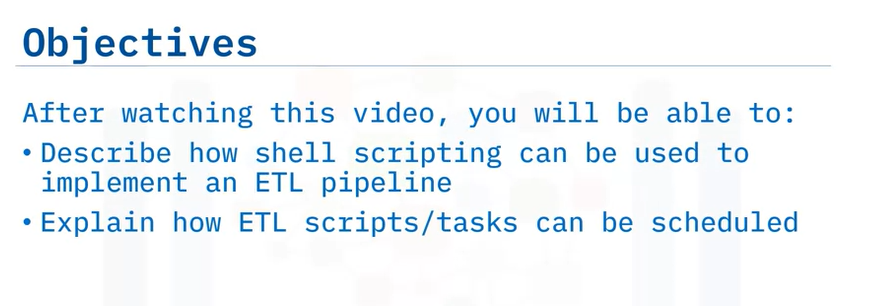 Objectives
After watching this video, you will be able to:
• Describe how shell scripting can be used to
implement an ETL pipeline
• Explain how ETL scripts/tasks can be scheduled